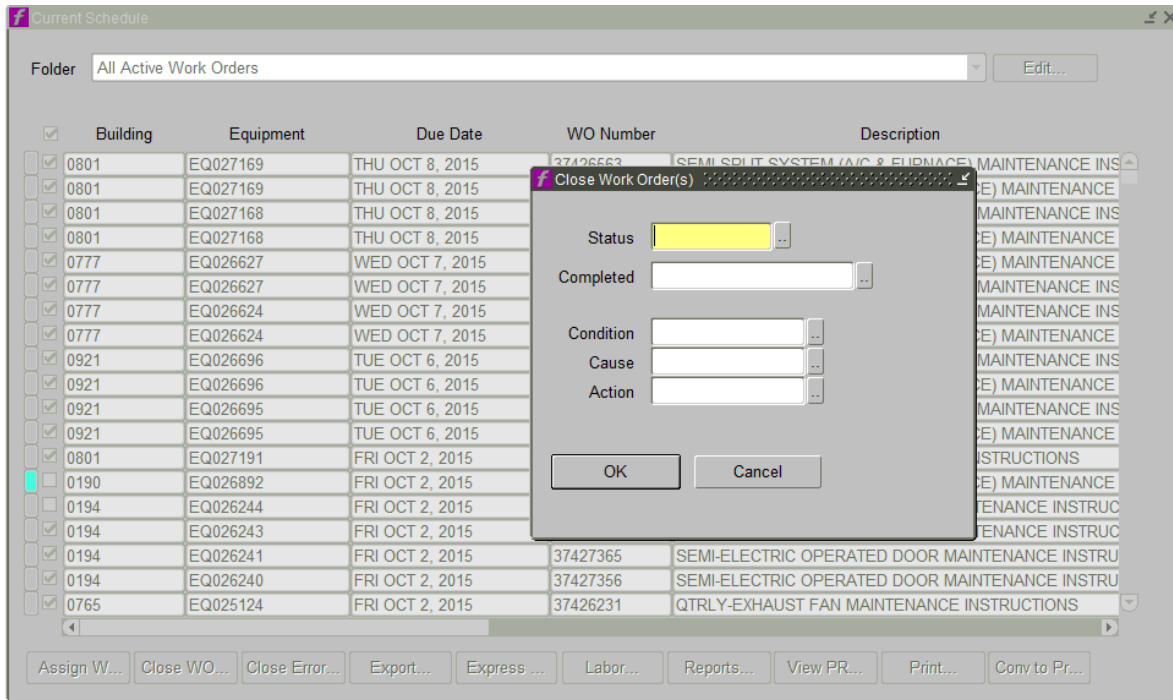 Current Schedule
Folder All Active Work Orders Edit...
Building Equipment Due Date WO Number Description
0801 EQ027169 THU OCT 8, 2015 37426563 SEMI-SPLIT SYSTEM (A/C & FURNACE) MAINTENANCE INS
0801 EQ027169 THU OCT 8, 2015 CE) MAINTENANCE
0801 EQ027168 THU OCT 8, 2015 MAINTENANCE INS
0801 EQ027168 THU OCT 8, 2015 CE) MAINTENANCE
0777 EQ026627 WED OCT 7, 2015 CE) MAINTENANCE
0777 EQ026627 WED OCT 7, 2015 MAINTENANCE INS
0777 EQ026624 WED OCT 7, 2015 MAINTENANCE INS
0777 EQ026624 WED OCT 7, 2015 CE) MAINTENANCE
0921 EQ026696 TUE OCT 6, 2015 MAINTENANCE INS
0921 EQ026696 TUE OCT 6, 2015 CE) MAINTENANCE
0921 EQ026695 TUE OCT 6, 2015 MAINTENANCE INS
0921 EQ026695 TUE OCT 6, 2015 CE) MAINTENANCE
0801 EQ027191 FRI OCT 2, 2015 NSTRUCTIONS
0190 EQ026892 FRI OCT 2, 2015 CE) MAINTENANCE
0194 EQ026244 FRI OCT 2, 2015 TENANCE INSTRUC
0194 EQ026243 FRI OCT 2, 2015 TENANCE INSTRUC
0194 EQ026241 FRI OCT 2, 2015 37427365 SEMI-ELECTRIC OPERATED DOOR MAINTENANCE INSTRU
0194 EQ026240 FRI OCT 2, 2015 37427356 SEMI-ELECTRIC OPERATED DOOR MAINTENANCE INSTRU
0765 EQ025124 FRI OCT 2, 2015 37426231 QTRLY-EXHAUST FAN MAINTENANCE INSTRUCTIONS
Close Work Order(s)
Status ..
Completed ..
Condition ..
Cause ..
Action ..
OK Cancel
Assign W... Close WO... Close Error... Export... Express ... Labor... Reports... View PR... Print... Conv to Pr...